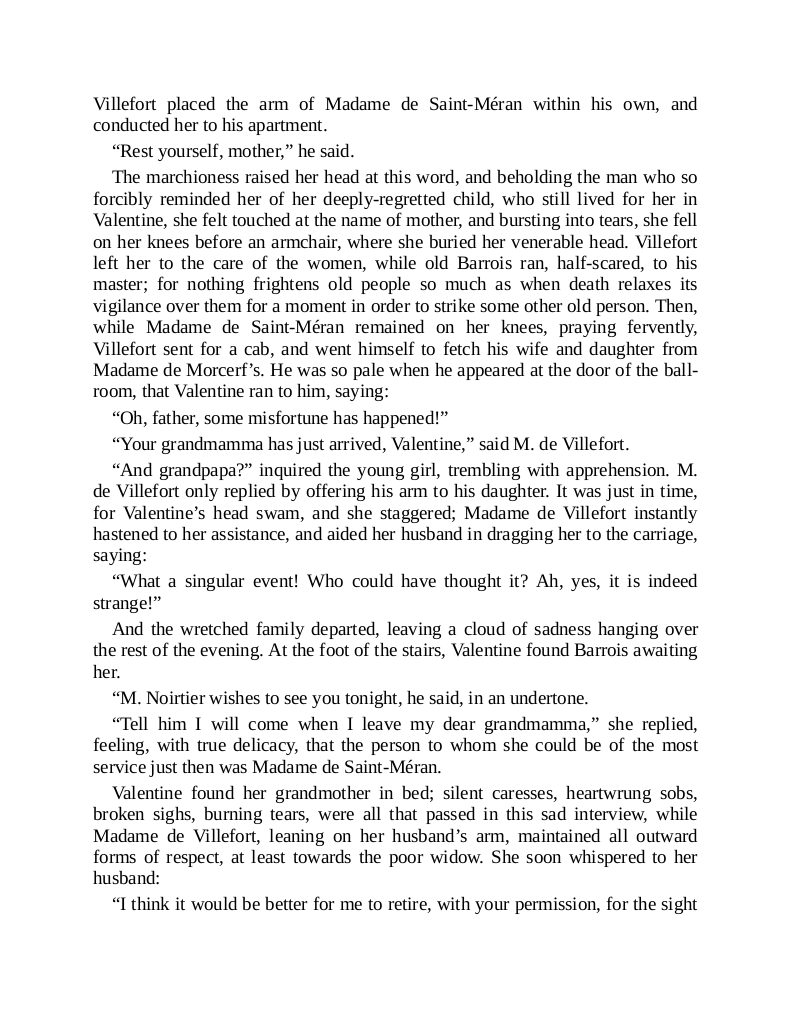 Villefort placed the arm of Madame de Saint-Méran within his own, and
conducted her to his apartment.
“Rest yourself, mother,” he said.
The marchioness raised her head at this word, and beholding the man who so
forcibly reminded her of her deeply-regretted child, who still lived for her in
Valentine, she felt touched at the name of mother, and bursting into tears, she fell
on her knees before an armchair, where she buried her venerable head. Villefort
left her to the care of the women, while old Barrois ran, half-scared, to his
master; for nothing frightens old people so much as when death relaxes its
vigilance over them for a moment in order to strike some other old person. Then,
while Madame de Saint-Méran remained on her knees, praying fervently,
Villefort sent for a cab, and went himself to fetch his wife and daughter from
Madame de Morcerf’s. He was so pale when he appeared at the door of the ball-
room, that Valentine ran to him, saying:
“Oh, father, some misfortune has happened!”
“Your grandmamma has just arrived, Valentine,” said M. de Villefort.
“And grandpapa?” inquired the young girl, trembling with apprehension. M.
de Villefort only replied by offering his arm to his daughter. It was just in time,
for Valentine’s head swam, and she staggered; Madame de Villefort instantly
hastened to her assistance, and aided her husband in dragging her to the carriage,
saying:
“What a singular event! Who could have thought it? Ah, yes, it is indeed
strange!”
And the wretched family departed, leaving a cloud of sadness hanging over
the rest of the evening. At the foot of the stairs, Valentine found Barrois awaiting
her.
“M. Noirtier wishes to see you tonight, he said, in an undertone.
“Tell him I will come when I leave my dear grandmamma,” she replied,
feeling, with true delicacy, that the person to whom she could be of the most
service just then was Madame de Saint-Méran.
Valentine found her grandmother in bed; silent caresses, heartwrung sobs,
broken sighs, burning tears, were all that passed in this sad interview, while
Madame de Villefort, leaning on her husband’s arm, maintained all outward
forms of respect, at least towards the poor widow. She soon whispered to her
husband:
“I think it would be better for me to retire, with your permission, for the sight